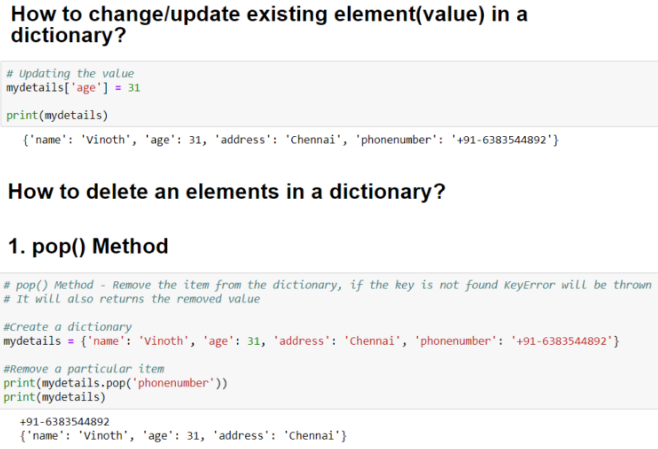 How to change/update existing element(value) in a
dictionary?
# Updating the value
mydetails['age'] = 31
print(mydetails)
{'name': 'Vinoth', 'age': 31, 'address': 'Chennai', 'phonenumber': '+91-6383544892'}
How to delete an elements in a dictionary?
1. pop() Method
# pop() Method - Remove the item from the dictionary, if the key is not found KeyError will be thrown
# It will also returns the removed value
#Create a dictionary
mydetails = {'name': 'Vinoth', 'age': 31, 'address': 'Chennai', 'phonenumber': '+91-6383544892'}
#Remove a particular item
print(mydetails.pop('phonenumber'))
print(mydetails)
+91-6383544892
{'name': 'Vinoth', 'age': 31, 'address': 'Chennai'}